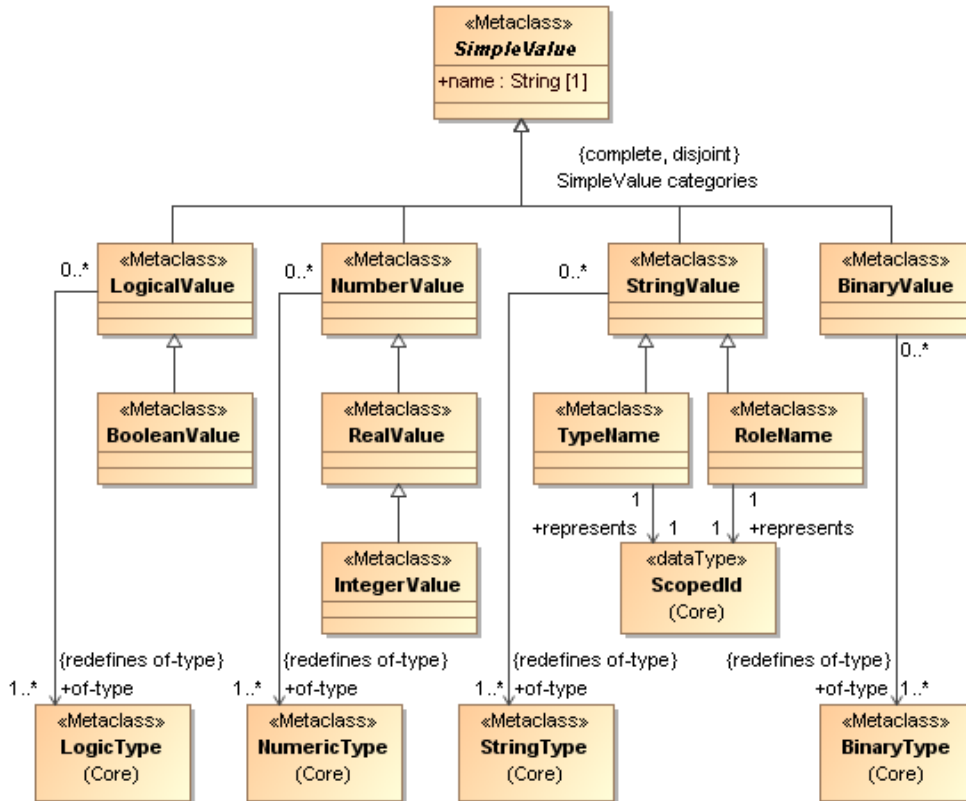 «Metaclass»
SimpleValue
+name : String [1]
{complete, disjoint}
SimpleValue categories
0..*
«Metaclass»
LogicalValue
0..*
«Metaclass»
NumberValue
0..*
«Metaclass»
StringValue
«Metaclass»
BinaryValue
0..*
«Metaclass»
BooleanValue
«Metaclass»
RealValue
«Metaclass»
TypeName
«Metaclass»
RoleName
1
1
+represents
1
1
+represents
«Metaclass»
IntegerValue
«dataType»
ScopedId
(Core)
{redefines of-type}
1..*
+of-type
{redefines of-type}
1..*
+of-type
{redefines of-type}
1..*
+of-type
{redefines of-type}
+of-type
1..*
«Metaclass»
LogicType
(Core)
«Metaclass»
NumericType
(Core)
«Metaclass»
StringType
(Core)
«Metaclass»
BinaryType
(Core)